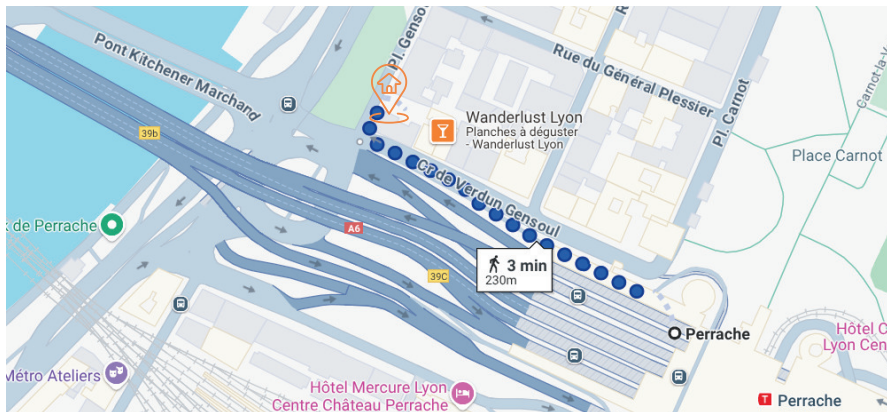 Pont Kitchener Marchand
Pl. Genso
Rue du Général Plessier
Pl. Carnot
Carnot-la-V
Place Carnot
Wanderlust Lyon
Planches à déguster
- Wanderlust Lyon
39b
Cr de Verdun Gensoul
k de Perrache
A6
39C
3 min
230m
Perrache
Hôtel O
Lyon Cen
Métro Ateliers
Hôtel Mercure Lyon
Centre Château Perrache
T
Perrache